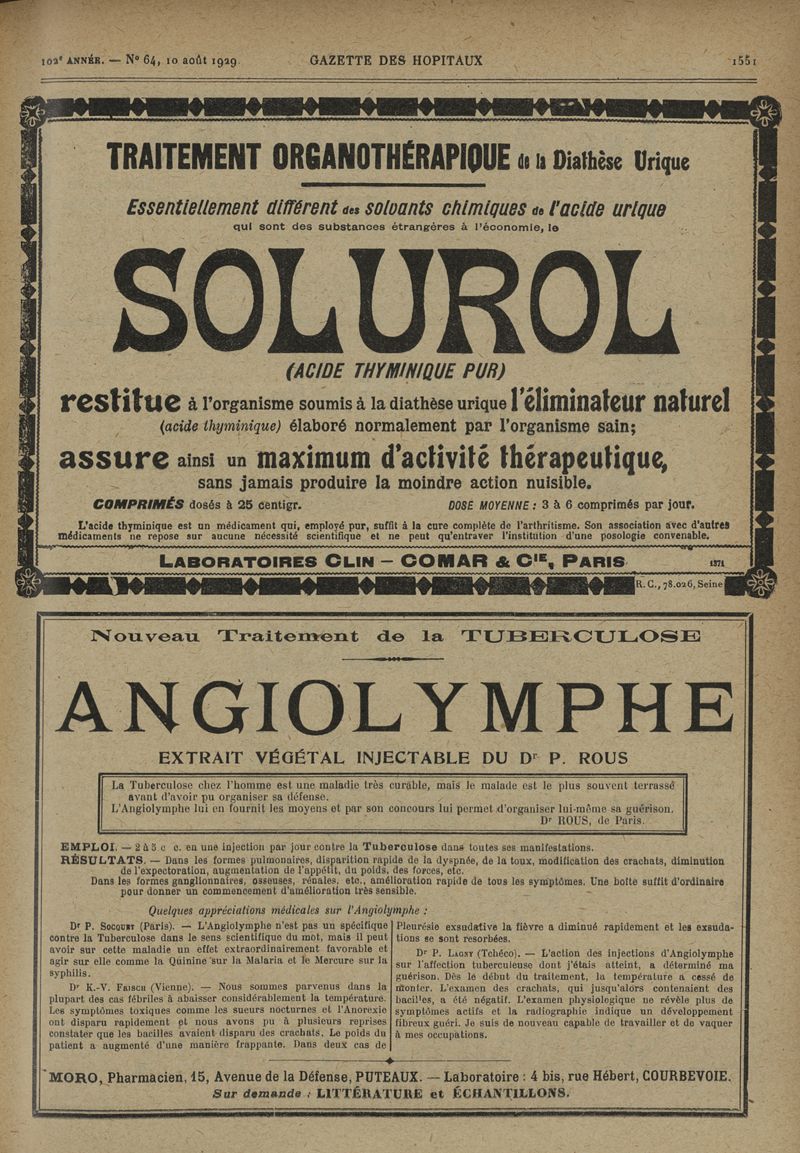 102e ANNÉE. — No 64, 10 août 1929. GAZETTE DES HOPITAUX 1551
TRAITEMENT ORGANOTHÉRAPIQUE de la Diathèse Urique
Essentiellement différent des solvants chimiques de l'acide urique
qui sont des substances étrangères à l'économie, le
SOLUROL
(ACIDE THYMINIQUE PUR)
restitue à l'organisme soumis à la diathèse urique l'éliminateur naturel
(acide thyminique) élaboré normalement par l'organisme sain;
assure ainsi un maximum d'activité thérapeutique,
sans jamais produire la moindre action nuisible.
COMPRIMÉS dosés à 25 centigr. DOSE MOYENNE : 3 à 6 comprimés par jour.
L'acide thyminique est un médicament qui, employé pur, suffit à la cure complète de l'arthritisme. Son association avec d'autres
médicaments ne repose sur aucune nécessité scientifique et ne peut qu'entraver l'institution d'une posologie convenable.
LABORATOIRES CLIN — COMAR & CIE, PARIS 1371
R. C., 78.026, Seine
Nouveau Traitement de la TUBERCULOSE
ANGIOLYMPHE
EXTRAIT VÉGÉTAL INJECTABLE DU Dr P. ROUS
La Tuberculose chez l'homme est une maladie très curable, mais le malade est le plus souvent terrassé
avant d'avoir pu organiser sa défense.
L'Angiolymphe lui en fournit les moyens et par son concours lui permet d'organiser lui-même sa guérison.
Dr ROUS, de Paris.
EMPLOI. — 2 à 5 c. c. en une injection par jour contre la Tuberculose dans toutes ses manifestations.
RÉSULTATS. — Dans les formes pulmonaires, disparition rapide de la dyspnée, de la toux, modification des crachats, diminution
de l'expectoration, augmentation de l'appétit, du poids, des forces, etc.
Dans les formes ganglionnaires, osseuses, rénales, etc., amélioration rapide de tous les symptômes. Une boîte suffit d'ordinaire
pour donner un commencement d'amélioration très sensible.
Quelques appréciations médicales sur l'Angiolymphe :
Dr P. SOCQUET (Paris). — L'Angiolymphe n'est pas un spécifique
contre la Tuberculose dans le sens scientifique du mot, mais il peut
avoir sur cette maladie un effet extraordinairement favorable et
agir sur elle comme la Quinine sur la Malaria et le Mercure sur la
syphilis.
Dr K.-V. FRISCH (Vienne). — Nous sommes parvenus dans la
plupart des cas fébriles à abaisser considérablement la température.
Les symptômes toxiques comme les sueurs nocturnes et l'Anorexie
ont disparu rapidement et nous avons pu à plusieurs reprises
constater que les bacilles avaient disparu des crachats. Le poids du
patient a augmenté d'une manière frappante. Dans deux cas de
Pleurésie exsudative la fièvre a diminué rapidement et les exsuda-
tions se sont resorbées.
Dr P. LAGNY (Tchéco). — L'action des injections d'Angiolymphe
sur l'affection tuberculeuse dont j'étais atteint, a déterminé ma
guérison. Dès le début du traitement, la température a cessé de
monter. L'examen des crachats, qui jusqu'alors contenaient des
bacilles, a été négatif. L'examen physiologique ne révèle plus de
symptômes actifs et la radiographie indique un développement
fibreux guéri. Je suis de nouveau capable de travailler et de vaquer
à mes occupations.
MORO, Pharmacien, 15, Avenue de la Défense, PUTEAUX. — Laboratoire : 4 bis, rue Hébert, COURBEVOIE.
Sur demande : LITTÉRATURE et ÉCHANTILLONS.